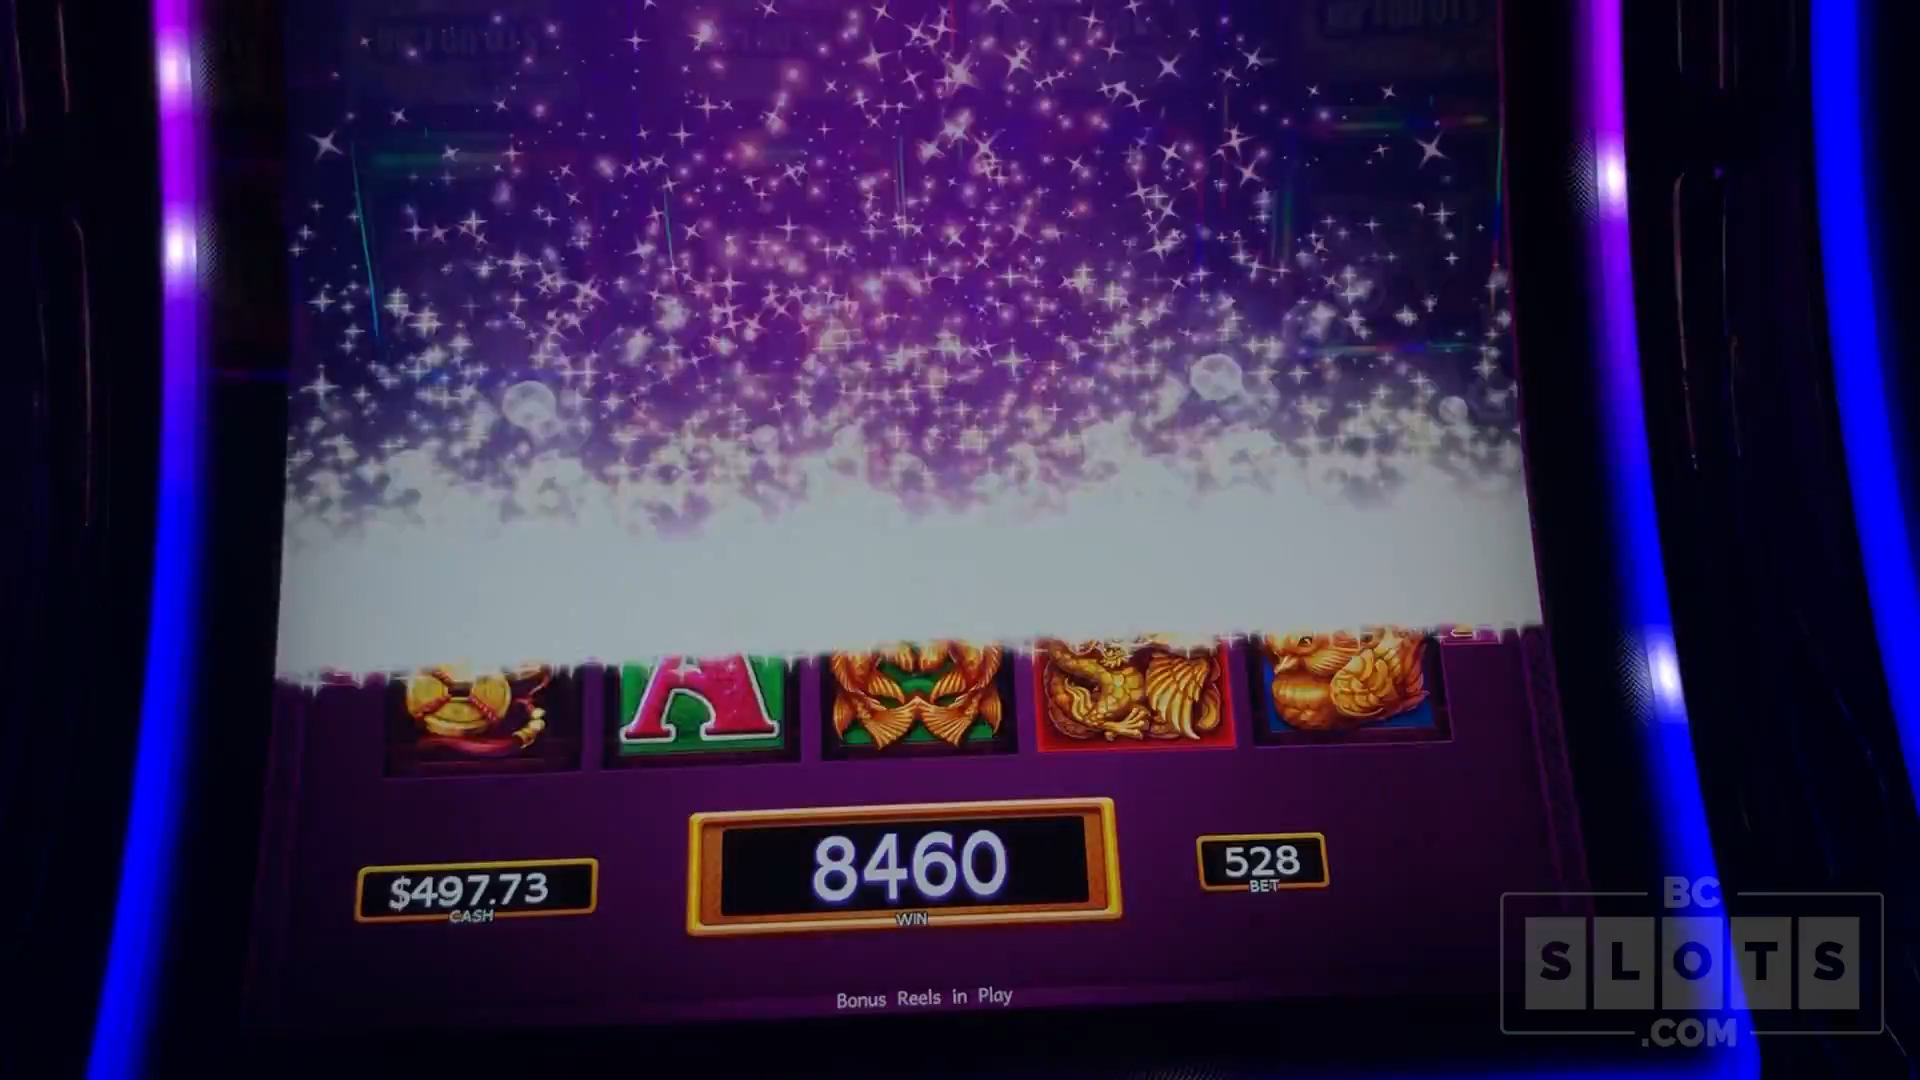 A
$497.73
CASH
8460
WIN
528
BET
Bonus Reels in Play
BC
SLOTS
.COM